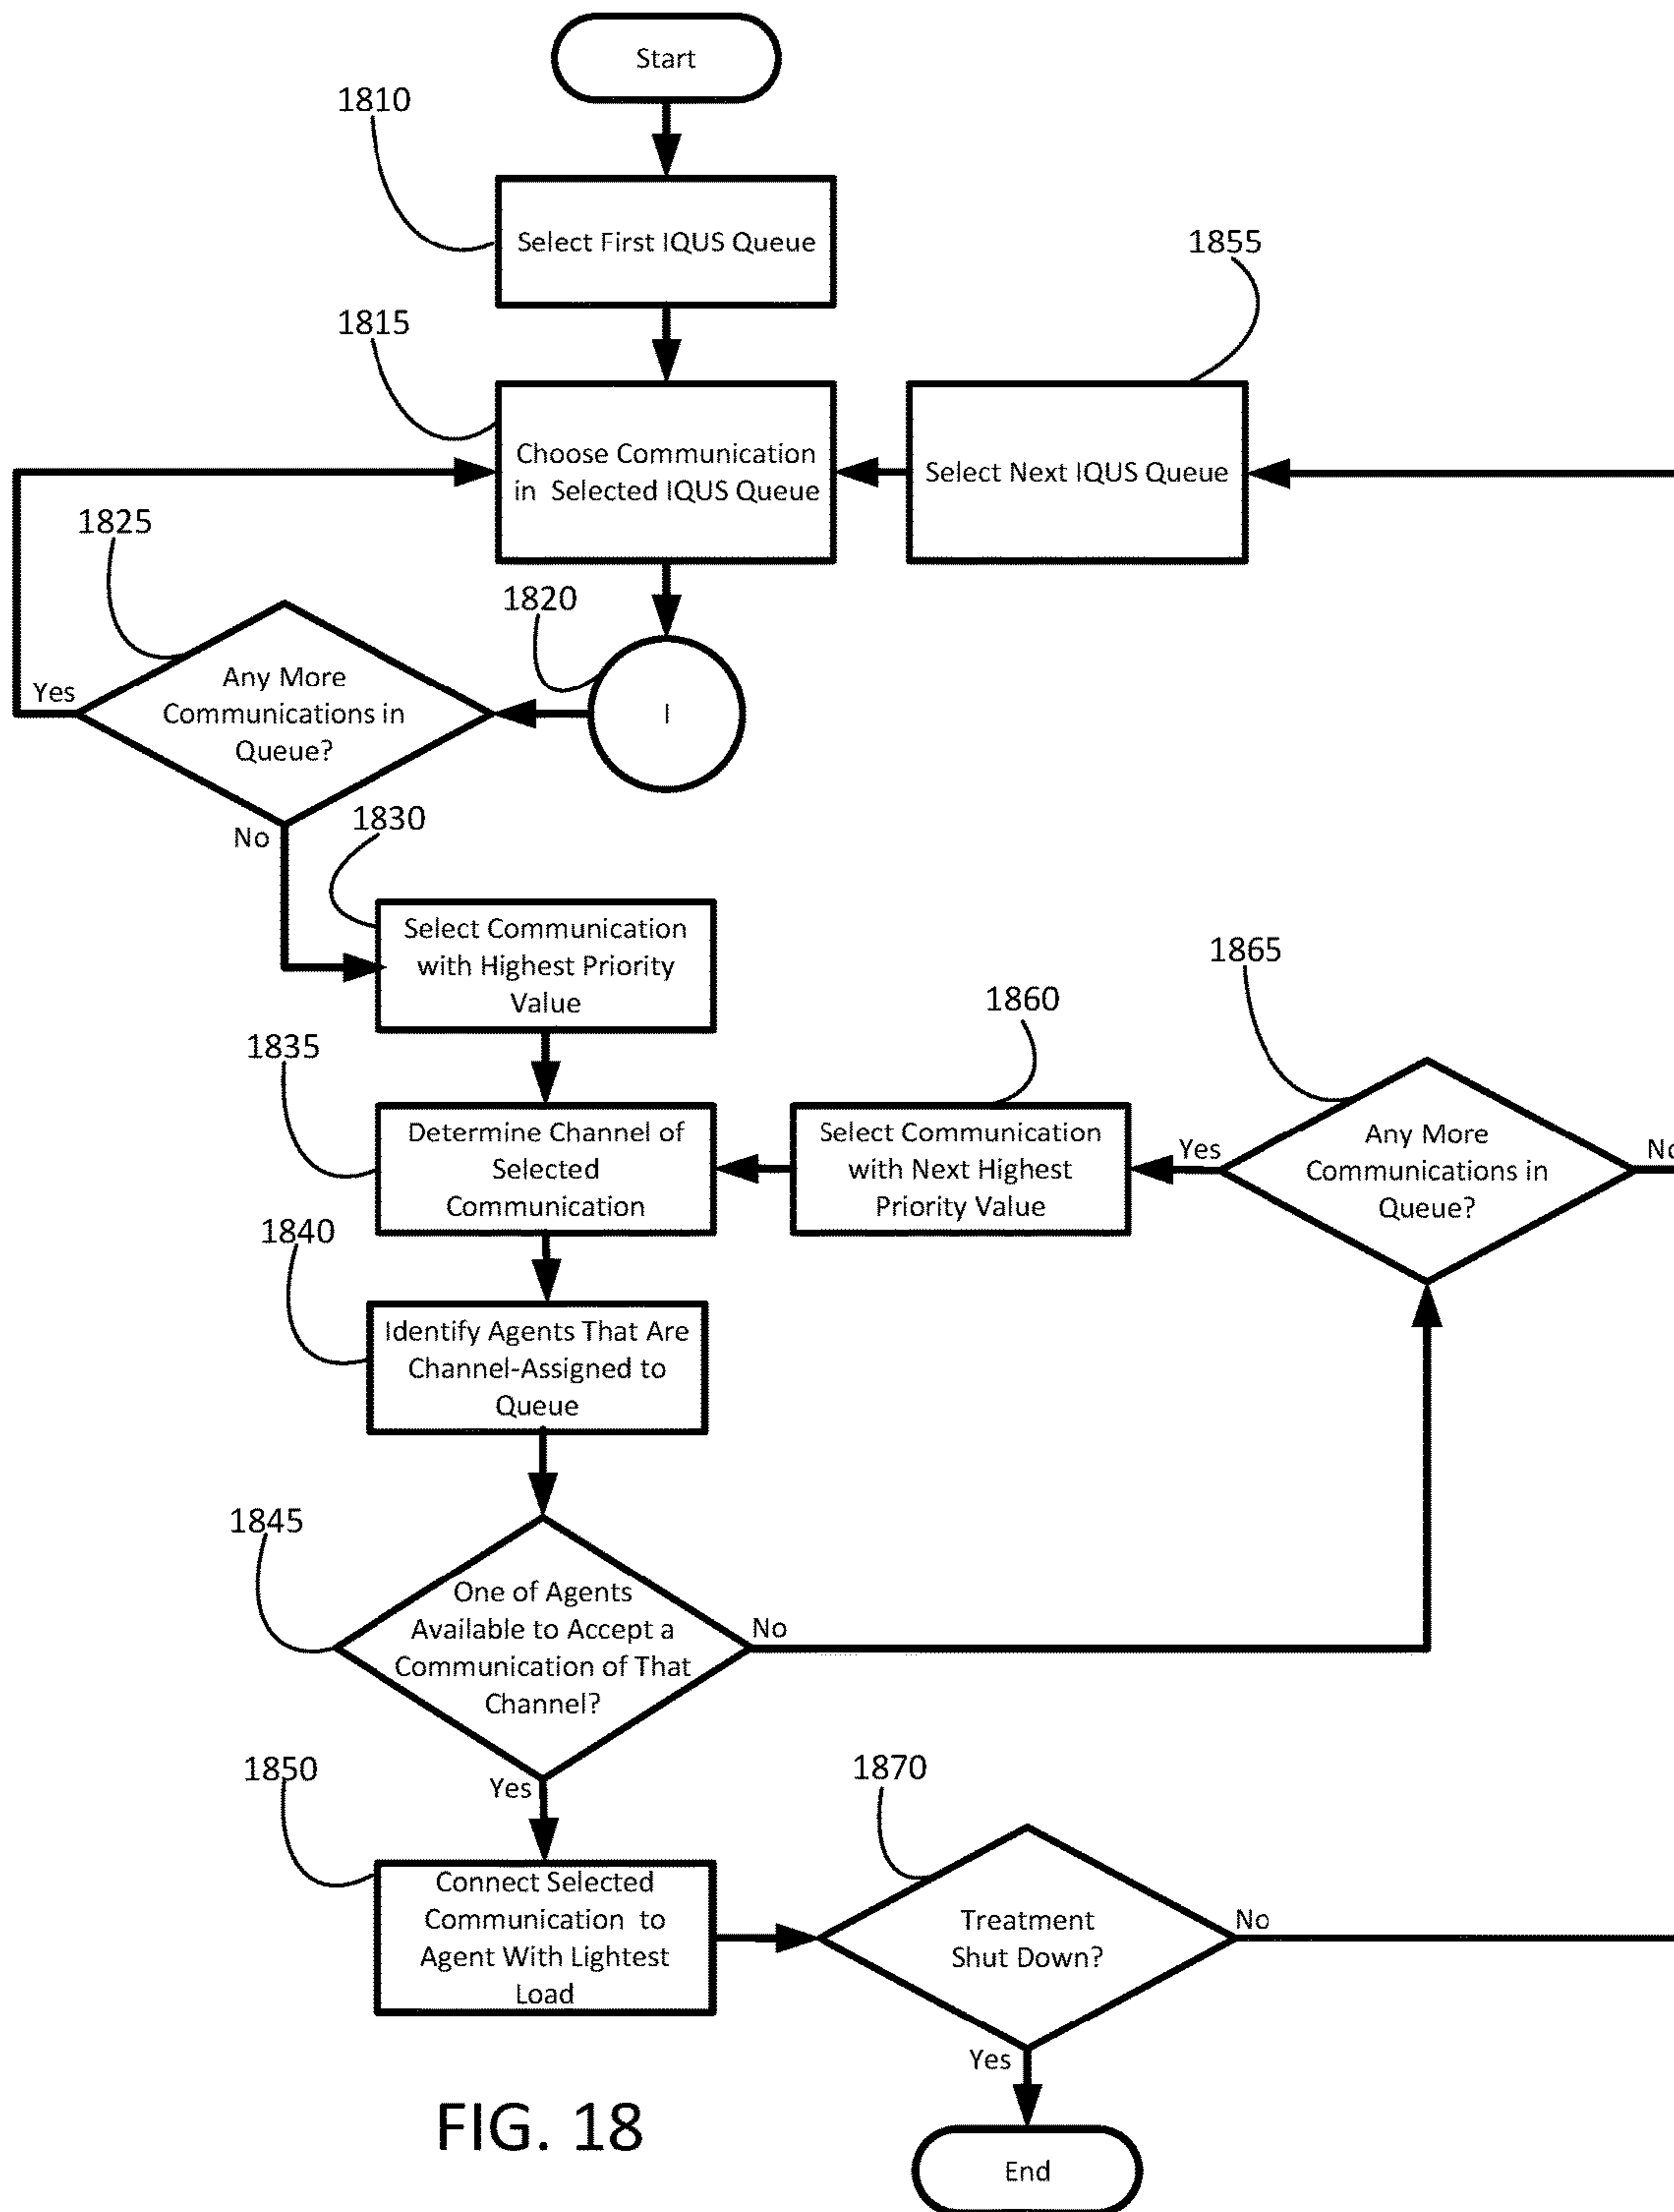 Start
1810
Select First IQUS Queue
1855
1815
Choose Communication
in Selected IQUS Queue
Select Next IQUS Queue
1825
1820
Any More
Communications in
Queue?
Yes
I
No
1830
Select Communication
with Highest Priority
Value
1865
1860
1835
Determine Channel of
Selected
Communication
Select Communication
with Next Highest
Priority Value
Yes
Any More
Communications in
Queue?
No
1840
Identify Agents That Are
Channel-Assigned to
Queue
1845
One of Agents
Available to Accept a
Communication of That
Channel?
No
Yes
1850
1870
Connect Selected
Communication to
Agent With Lightest
Load
Treatment
Shut Down?
No
Yes
FIG. 18
End